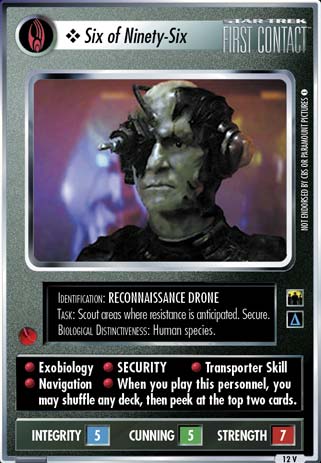 ❖ Six of Ninety-Six
STAR TREK
FIRST CONTACT
NOT ENDORSED BY CBS OR PARAMOUNT PICTURES
IDENTIFICATION: RECONNAISSANCE DRONE
TASK: Scout areas where resistance is anticipated. Secure.
BIOLOGICAL DISTINCTIVENESS: Human species.
• Exobiology • SECURITY • Transporter Skill
• Navigation • When you play this personnel, you
may shuffle any deck, then peek at the top two cards.
INTEGRITY 5 CUNNING 5 STRENGTH 7
12 V